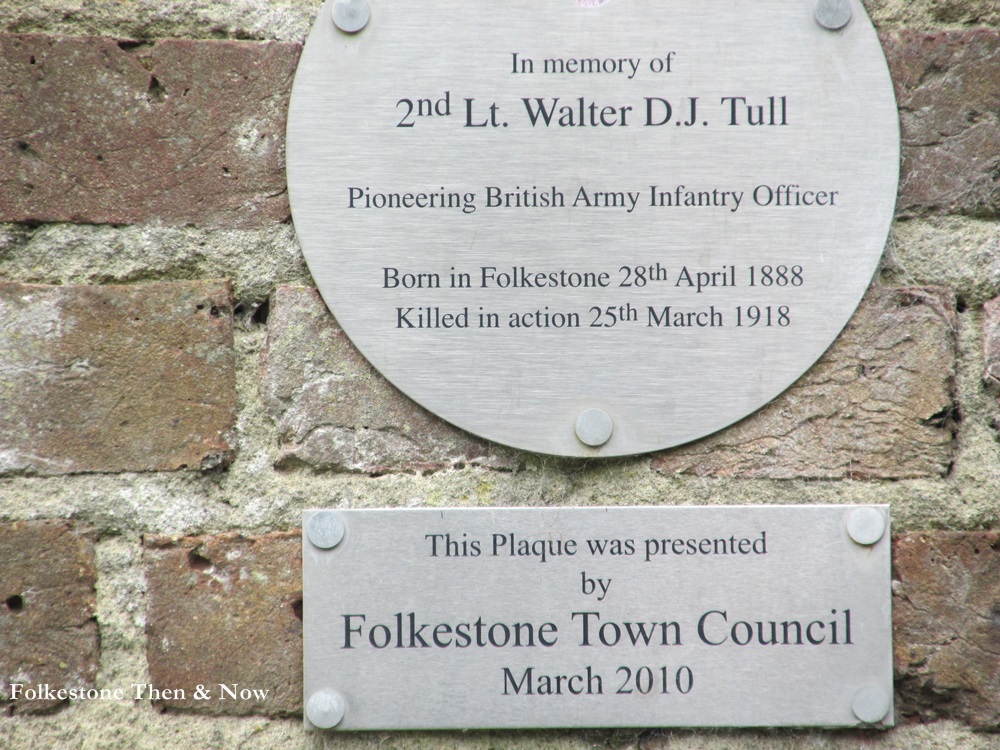 In memory of
2nd Lt. Walter D.J. Tull
Pioneering British Army Infantry Officer
Born in Folkestone 28th April 1888
Killed in action 25th March 1918
This Plaque was presented
by
Folkestone Town Council
March 2010
Folkestone Then & Now